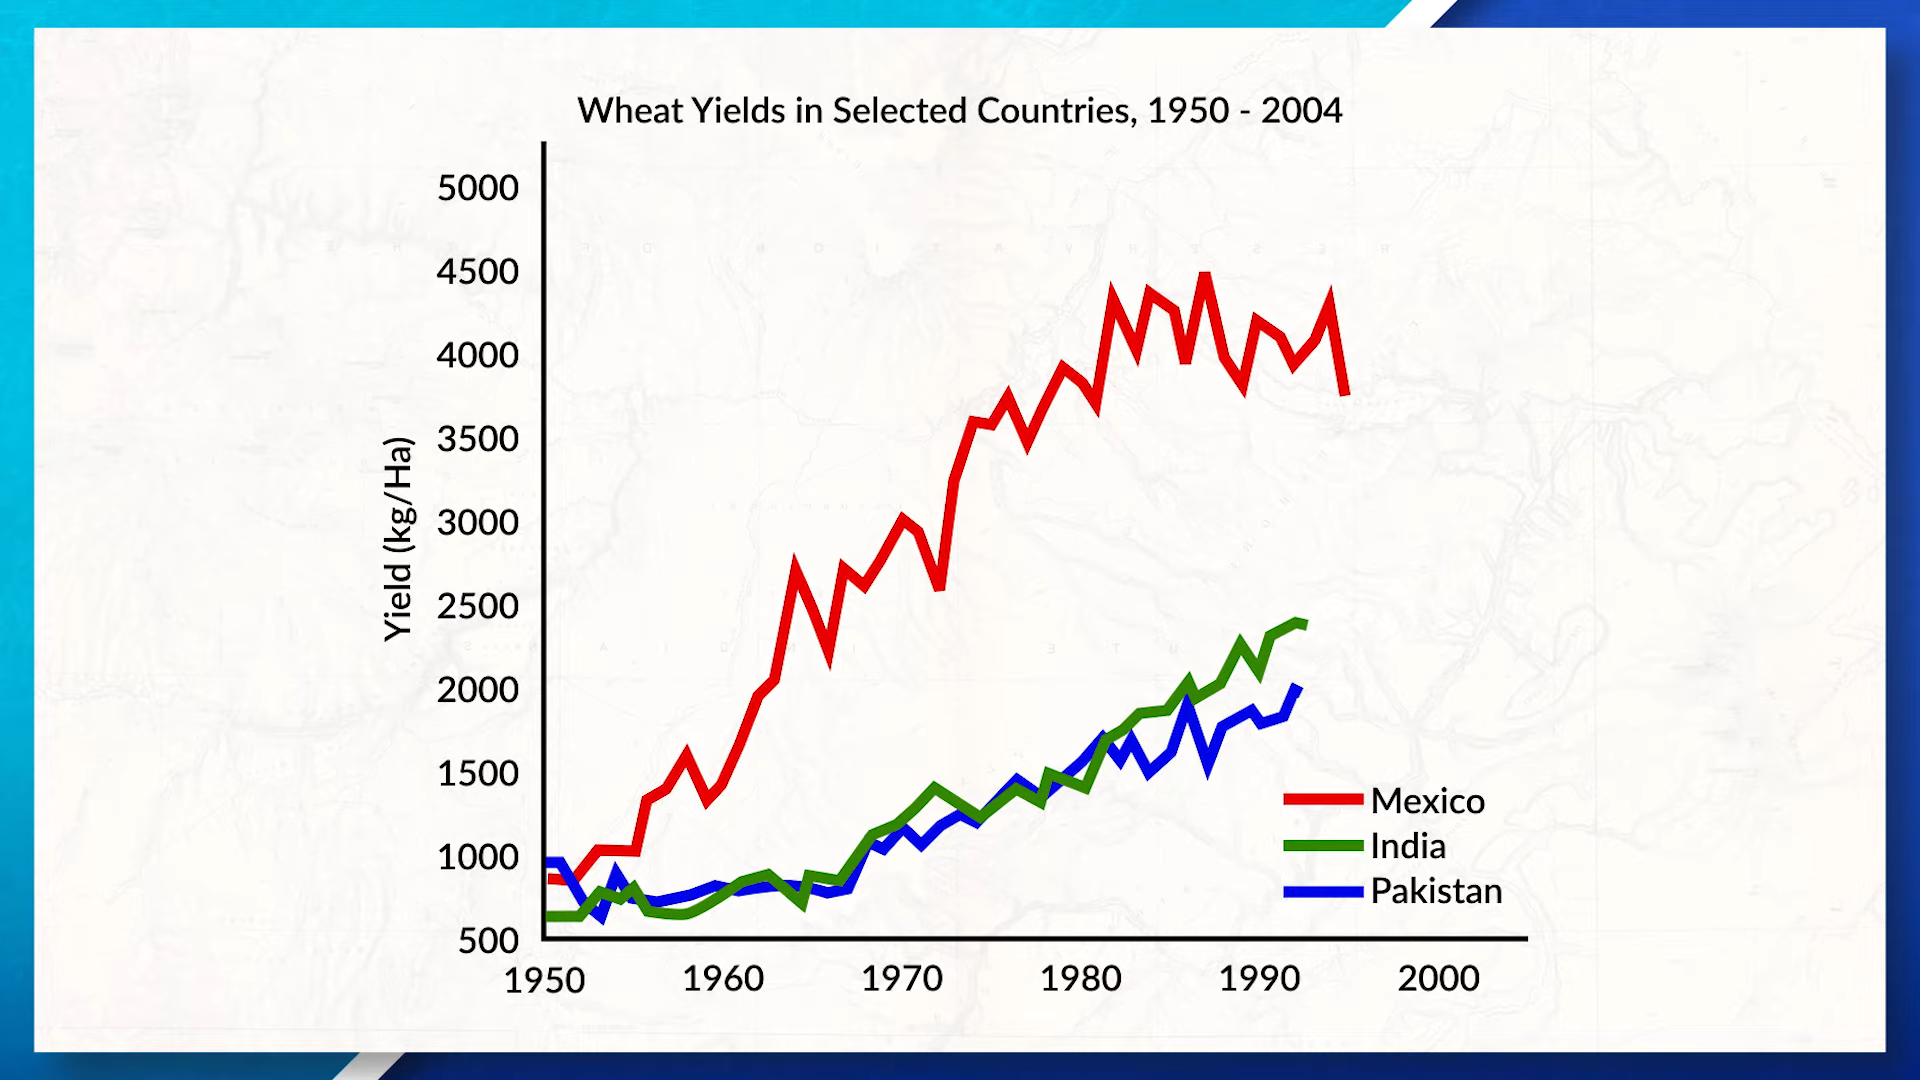 Wheat Yields in Selected Countries, 1950 - 2004
Yield (kg/Ha)
5000
4500
4000
3500
3000
2500
2000
1500
1000
500
1950 1960 1970 1980 1990 2000
Mexico
India
Pakistan